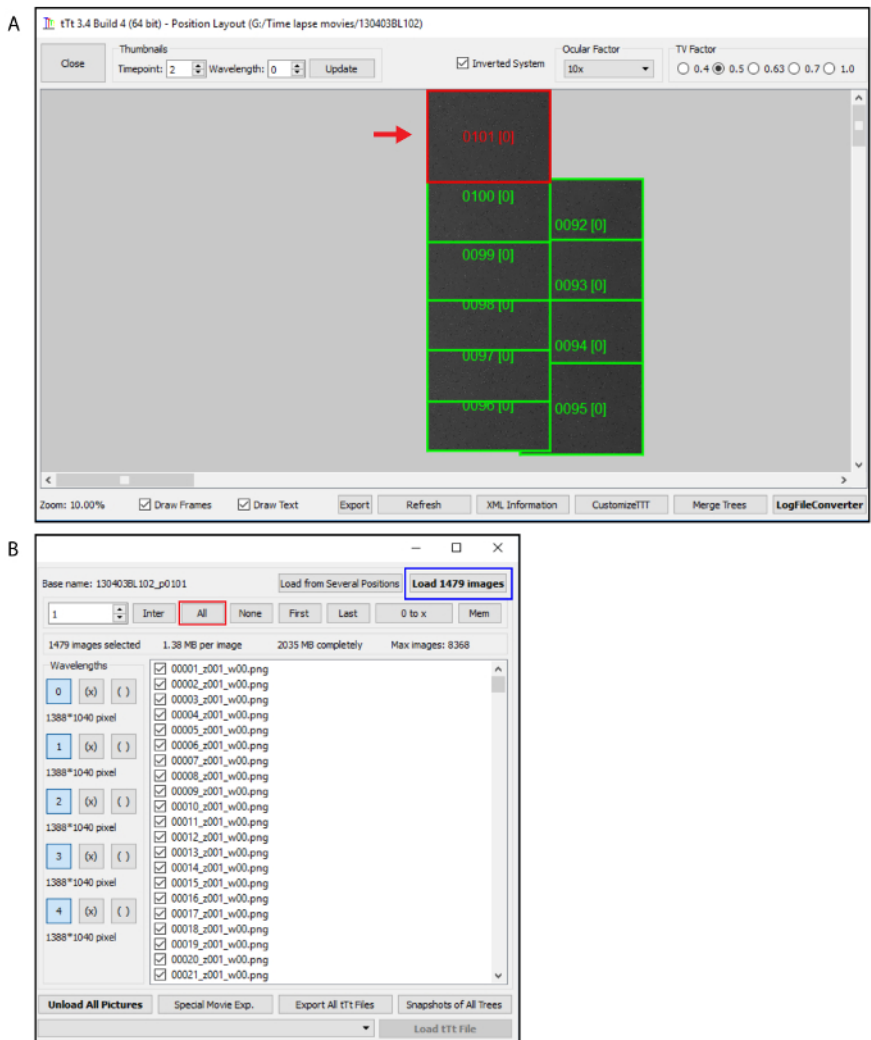 A
tTt 3.4 Build 4 (64 bit) - Position Layout (G:/Time lapse movies/130403BL102)
Close
Thumbnails
Timepoint: 2 Wavelength: 0 Update
Inverted System
Ocular Factor
10x
TV Factor
0.4 0.5 0.63 0.7 1.0
0101 [0]
0100 [0]
0092 [0]
0099 [0]
0093 [0]
0098 [0]
0094 [0]
0097 [0]
0096 [0]
0095 [0]
Zoom: 10.00% Draw Frames Draw Text Export Refresh XML Information CustomizeTTT Merge Trees LogFileConverter
B
Base name: 130403BL102_p0101 Load from Several Positions Load 1479 images
1 Inter All None First Last 0 to x Mem
1479 images selected 1.38 MB per image 2035 MB completely Max images: 8368
Wavelengths
0 (x) ( )
1388*1040 pixel
1 (x) ( )
1388*1040 pixel
2 (x) ( )
1388*1040 pixel
3 (x) ( )
1388*1040 pixel
4 (x) ( )
1388*1040 pixel
00001_z001_w00.png
00002_z001_w00.png
00003_z001_w00.png
00004_z001_w00.png
00005_z001_w00.png
00006_z001_w00.png
00007_z001_w00.png
00008_z001_w00.png
00009_z001_w00.png
00010_z001_w00.png
00011_z001_w00.png
00012_z001_w00.png
00013_z001_w00.png
00014_z001_w00.png
00015_z001_w00.png
00016_z001_w00.png
00017_z001_w00.png
00018_z001_w00.png
00019_z001_w00.png
00020_z001_w00.png
00021_z001_w00.png
Unload All Pictures Special Movie Exp. Export All tTt Files Snapshots of All Trees
Load tTt File